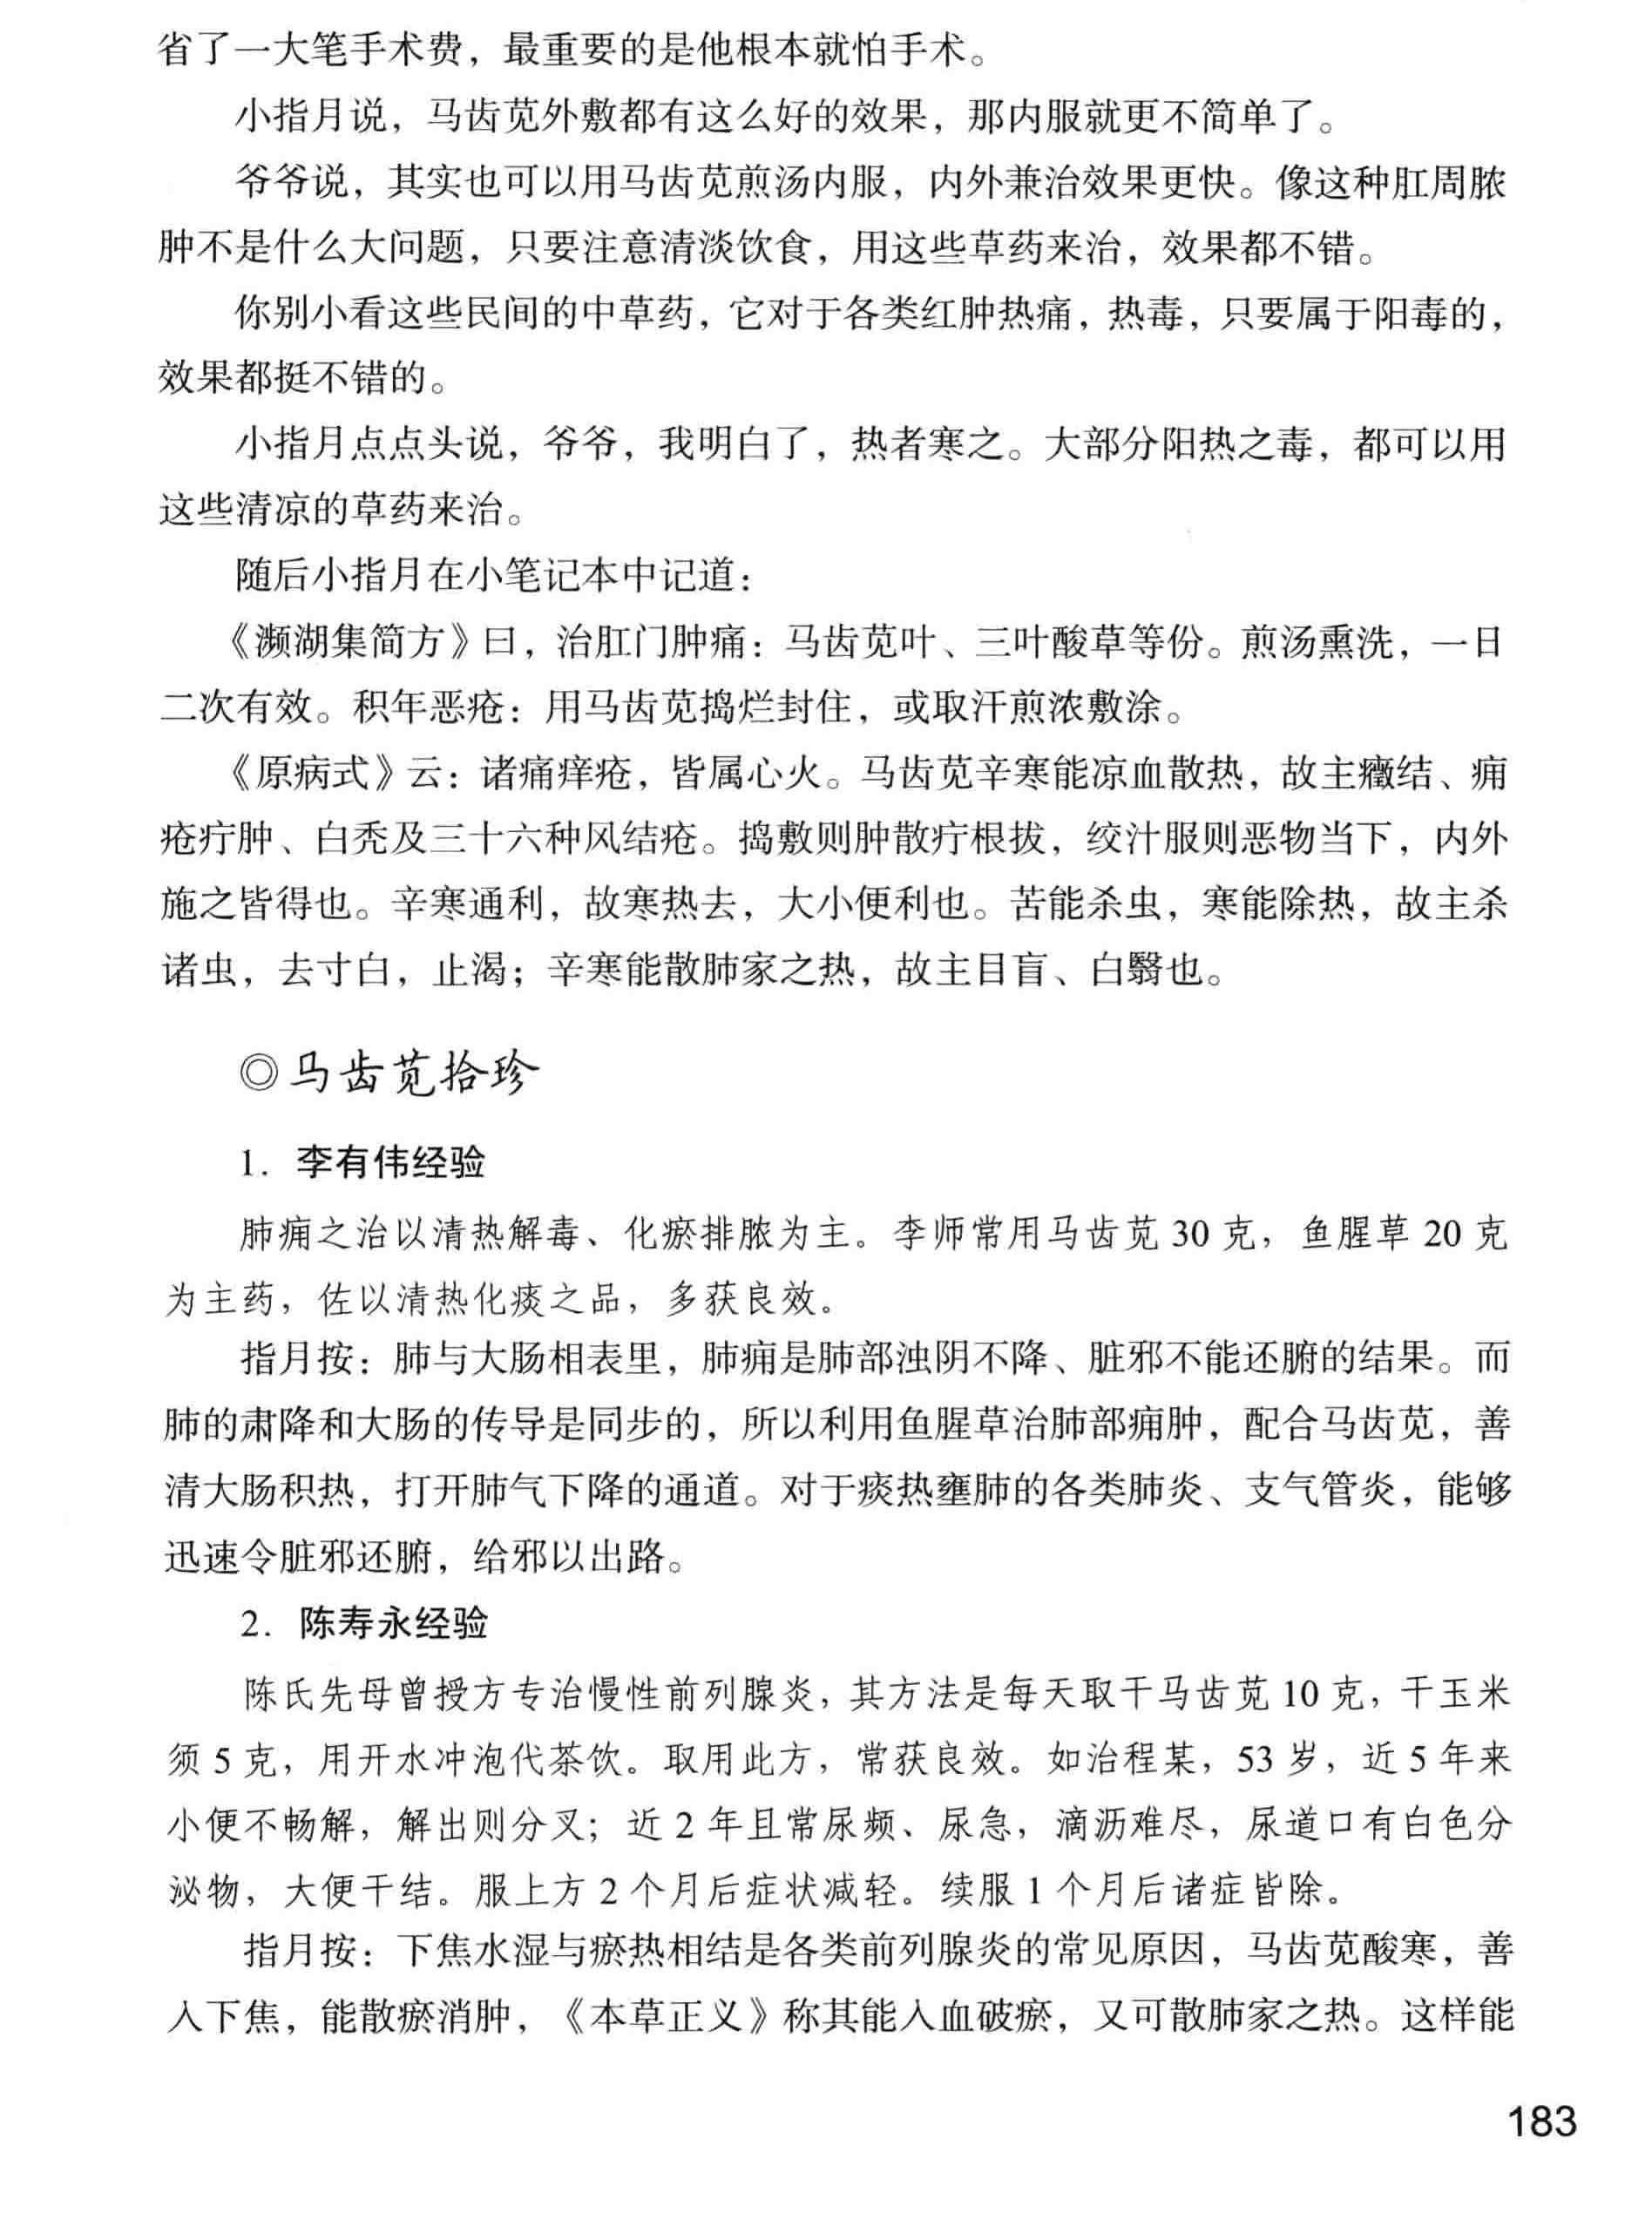 省了一大笔手术费，最重要的是他根本就怕手术。
小指月说，马齿苋外敷都有这么好的效果，那内服就更不简单了。
爷爷说，其实也可以用马齿苋煎汤内服，内外兼治效果更快。像这种肛周脓
肿不是什么大问题，只要注意清淡饮食，用这些草药来治，效果都不错。
你别小看这些民间的中草药，它对于各类红肿热痛，热毒，只要属于阳毒的，
效果都挺不错的。
小指月点点头说，爷爷，我明白了，热者寒之。大部分阳热之毒，都可以用
这些清凉的草药来治。
随后小指月在小笔记本中记道：
《濒湖集简方》曰，治肛门肿痛：马齿苋叶、三叶酸草等份。煎汤熏洗，一日
二次有效。积年恶疮：用马齿苋捣烂封住，或取汗煎浓敷涂。
《原病式》云：诸痛痒疮，皆属心火。马齿苋辛寒能凉血散热，故主癥结、痈
疮疔肿、白秃及三十六种风结疮。捣敷则肿散疔根拔，绞汁服则恶物当下，内外
施之皆得也。辛寒通利，故寒热去，大小便利也。苦能杀虫，寒能除热，故主杀
诸虫，去寸白，止渴；辛寒能散肺家之热，故主目盲、白翳也。
◎马齿苋拾珍
1. 李有伟经验
肺痈之治以清热解毒、化瘀排脓为主。李师常用马齿苋 30 克，鱼腥草 20 克
为主药，佐以清热化痰之品，多获良效。
指月按：肺与大肠相表里，肺痈是肺部浊阴不降、脏邪不能还腑的结果。而
肺的肃降和大肠的传导是同步的，所以利用鱼腥草治肺部痈肿，配合马齿苋，善
清大肠积热，打开肺气下降的通道。对于痰热壅肺的各类肺炎、支气管炎，能够
迅速令脏邪还腑，给邪以出路。
2. 陈寿永经验
陈氏先母曾授方专治慢性前列腺炎，其方法是每天取干马齿苋 10 克，干玉米
须 5 克，用开水冲泡代茶饮。取用此方，常获良效。如治程某，53 岁，近 5 年来
小便不畅解，解出则分叉；近 2 年且常尿频、尿急，滴沥难尽，尿道口有白色分
泌物，大便干结。服上方 2 个月后症状减轻。续服 1 个月后诸症皆除。
指月按：下焦水湿与瘀热相结是各类前列腺炎的常见原因，马齿苋酸寒，善
入下焦，能散瘀消肿，《本草正义》称其能入血破瘀，又可散肺家之热。这样能
183